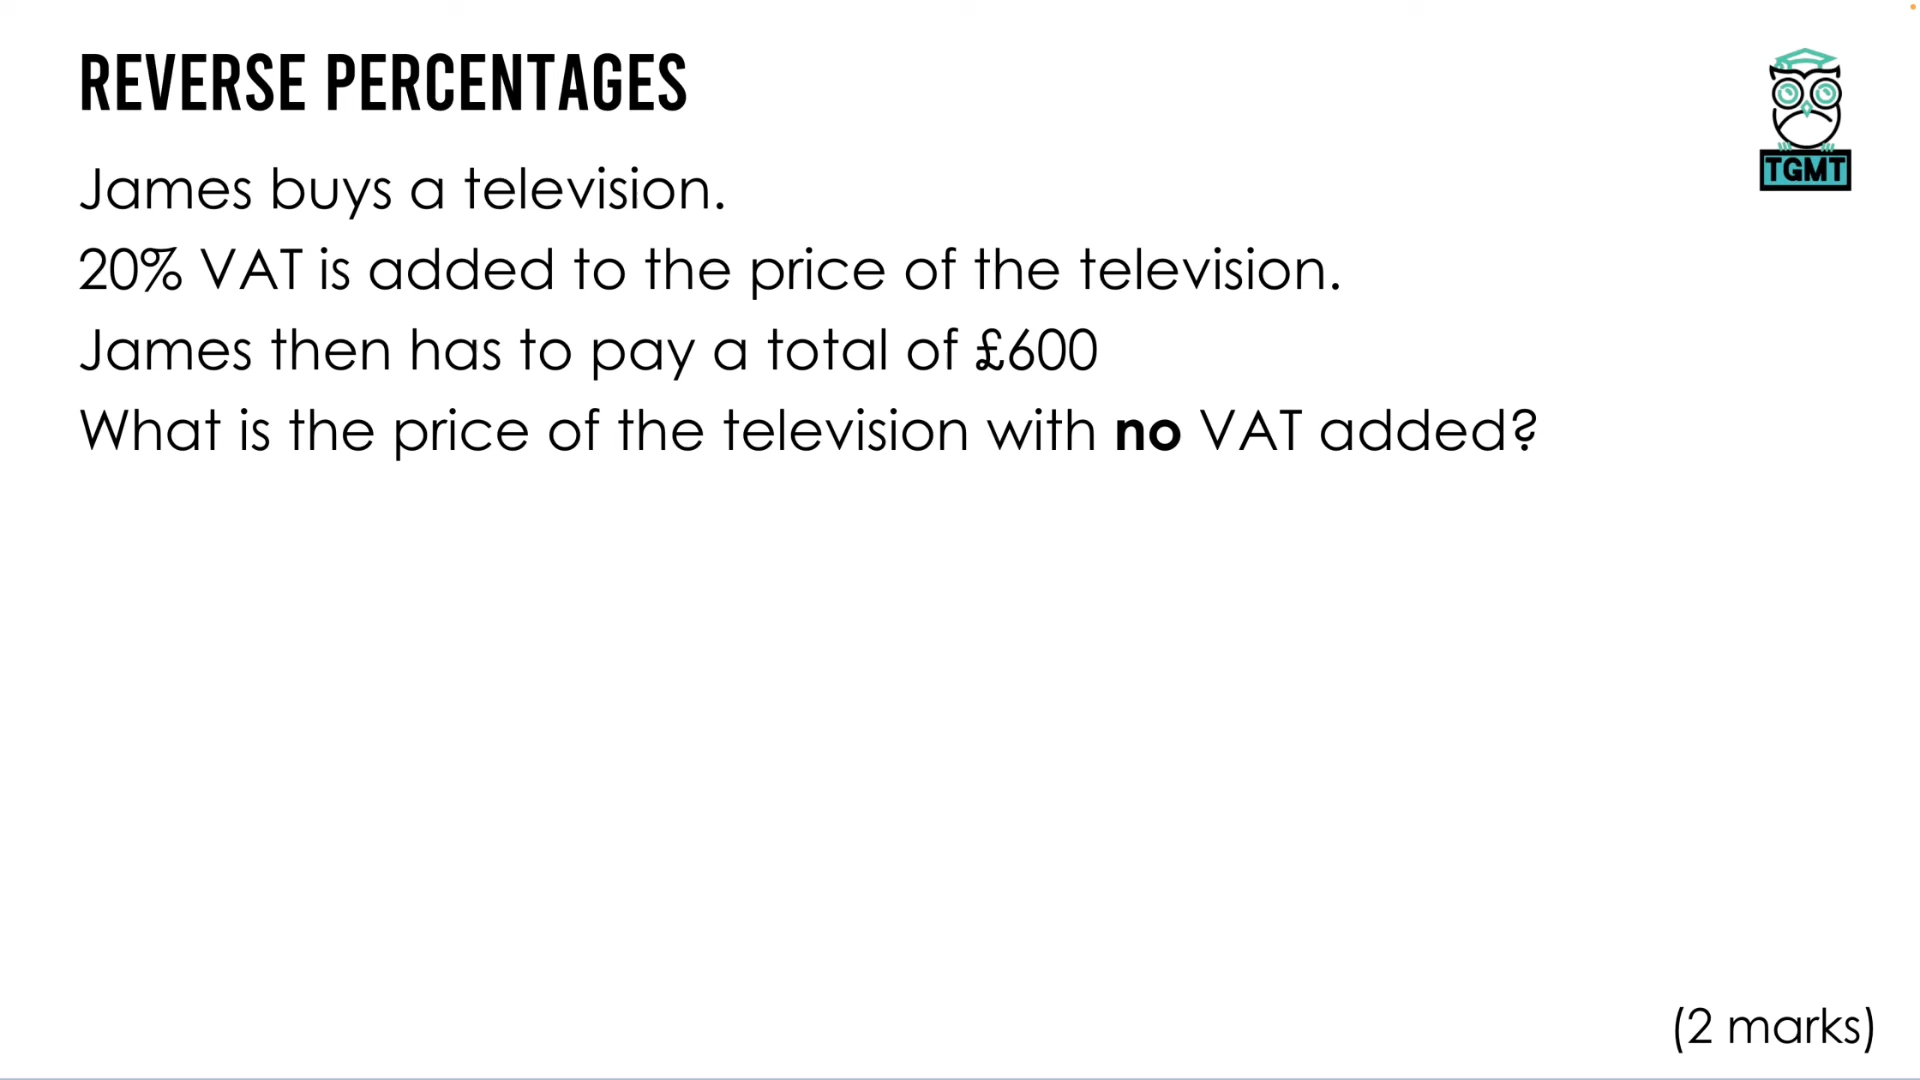 REVERSE PERCENTAGES
TGMT
James buys a television.
20% VAT is added to the price of the television.
James then has to pay a total of £600
What is the price of the television with no VAT added?
(2 marks)